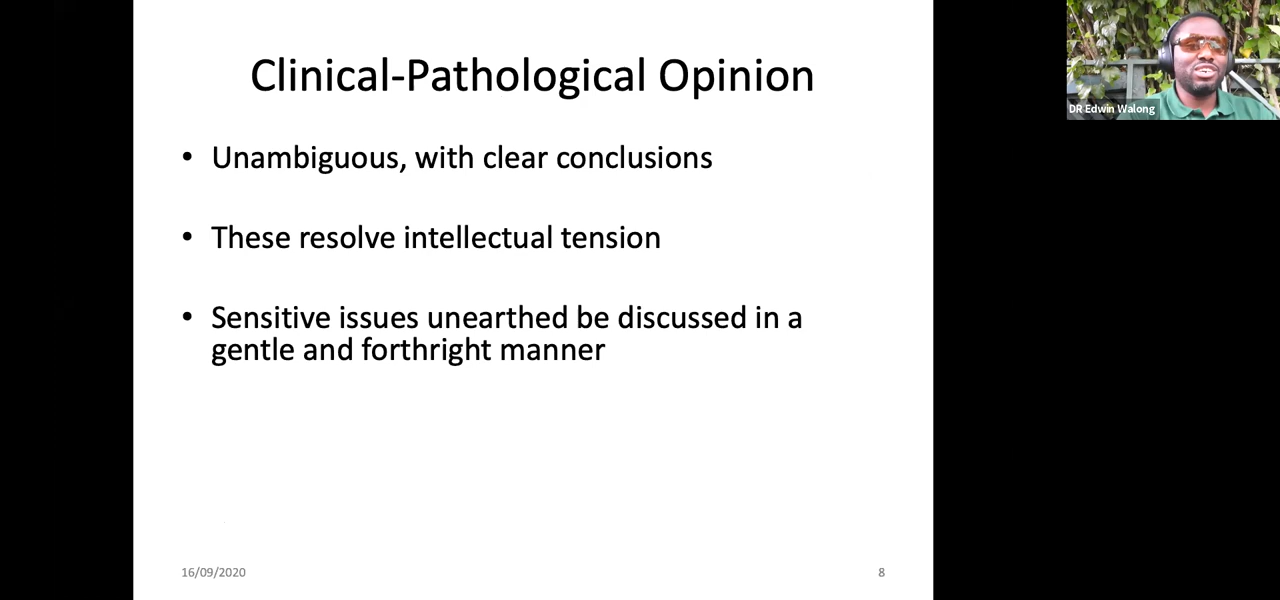 Clinical-Pathological Opinion
• Unambiguous, with clear conclusions
• These resolve intellectual tension
• Sensitive issues unearthed be discussed in a
gentle and forthright manner
16/09/2020
8
DR Edwin Walong